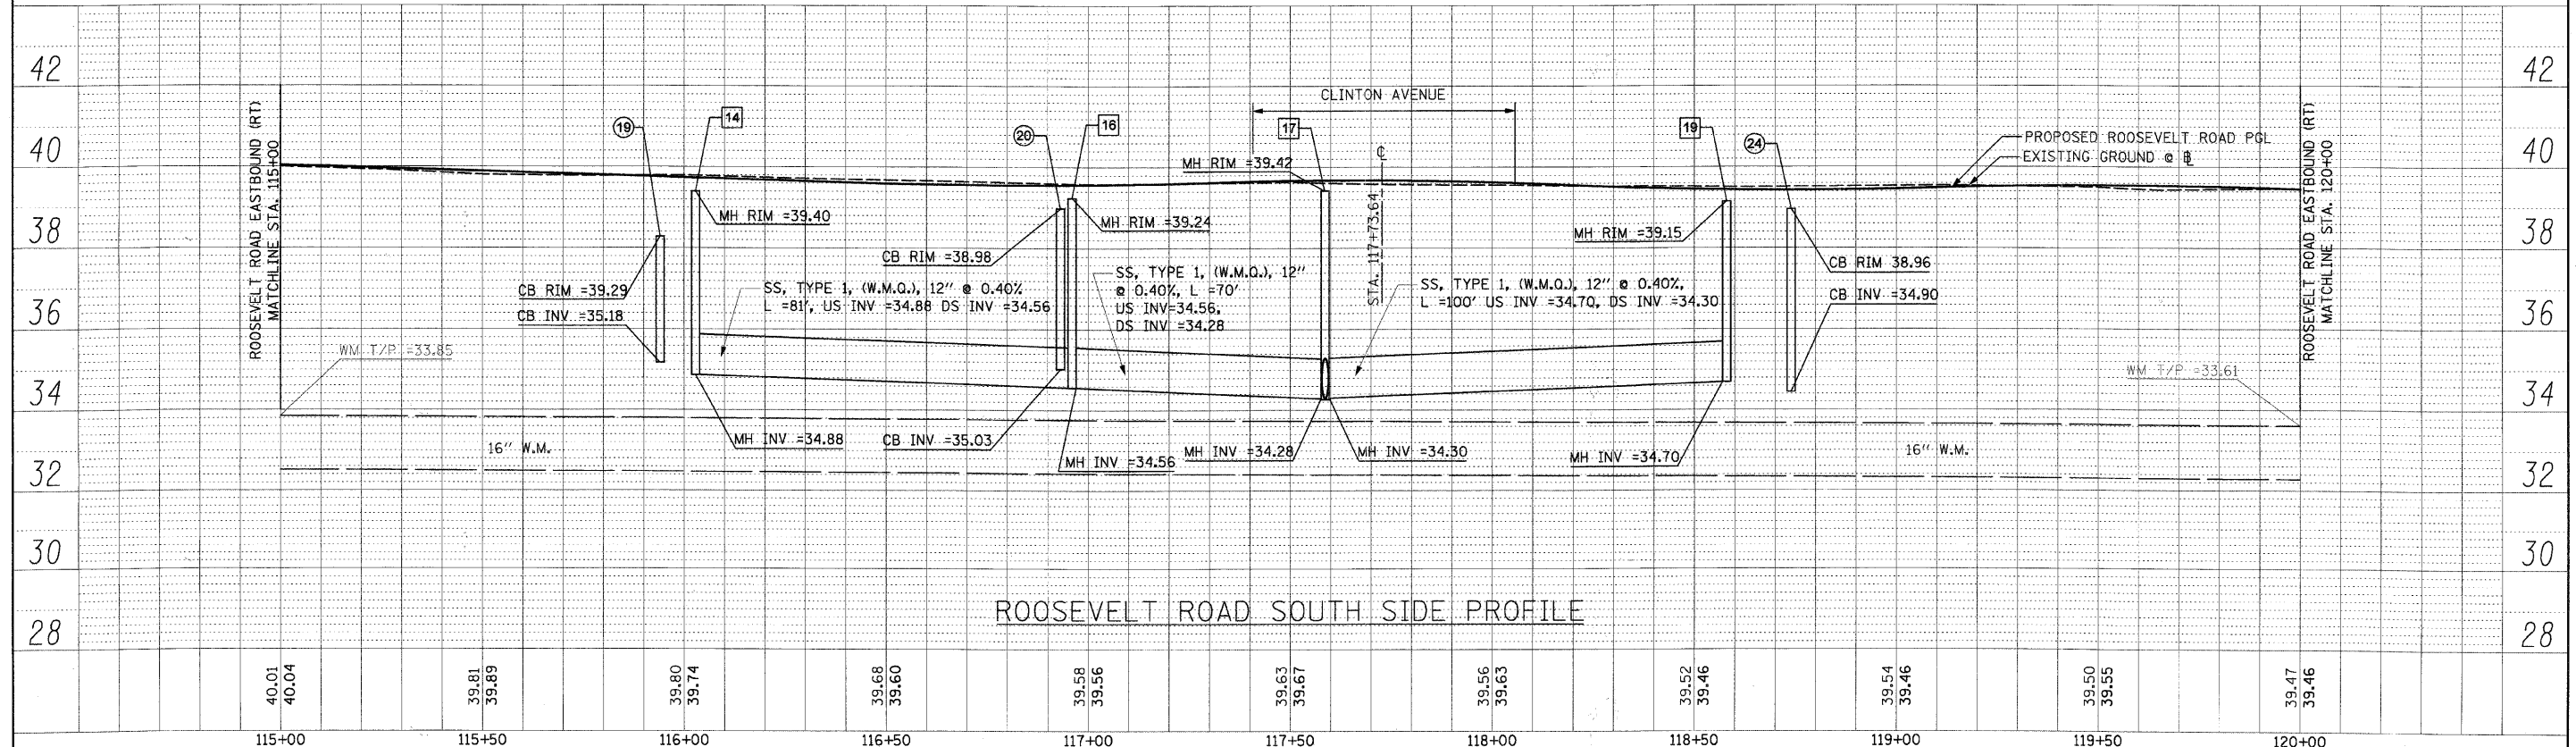 42
40
38
36
34
32
30
28
ROOSEVELT ROAD EASTBOUND (RT)
MATCHLINE STA. 115+00
WM T/P =33.85
16" W.M.
19
14
CB RIM =39.29
CB INV =35.18
MH RIM =39.40
SS, TYPE 1, (W.M.Q.), 12" @ 0.40%
L =81', US INV =34.88 DS INV =34.56
MH INV =34.88
20
16
CB RIM =38.98
CB INV =35.03
MH RIM =39.24
SS, TYPE 1, (W.M.Q.), 12"
@ 0.40%, L =70'
US INV=34.56,
DS INV =34.28
MH INV =34.56
CLINTON AVENUE
17
MH RIM =39.42
℄
STA. 117+73.64
MH INV =34.28
MH INV =34.30
SS, TYPE 1, (W.M.Q.), 12" @ 0.40%,
L =100' US INV =34.70, DS INV =34.30
19
24
MH RIM =39.15
MH INV =34.70
CB RIM 38.96
CB INV =34.90
PROPOSED ROOSEVELT ROAD PGL
EXISTING GROUND @ BL
16" W.M.
WM T/P =33.61
ROOSEVELT ROAD EASTBOUND (RT)
MATCHLINE STA. 120+00
42
40
38
36
34
32
30
28
ROOSEVELT ROAD SOUTH SIDE PROFILE
40.01
40.04
39.81
39.89
39.80
39.74
39.68
39.60
39.58
39.56
39.63
39.67
39.56
39.63
39.52
39.46
39.54
39.46
39.50
39.55
39.47
39.46
115+00
115+50
116+00
116+50
117+00
117+50
118+00
118+50
119+00
119+50
120+00